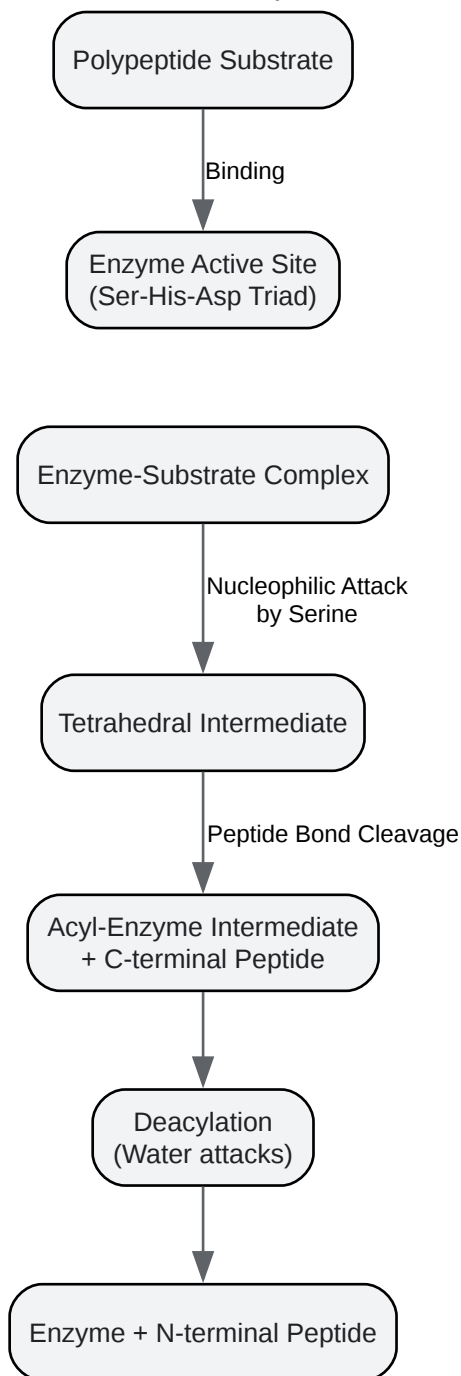 Polypeptide Substrate
Binding
Enzyme Active Site
(Ser-His-Asp Triad)
Enzyme-Substrate Complex
Nucleophilic Attack
by Serine
Tetrahedral Intermediate
Peptide Bond Cleavage
Acyl-Enzyme Intermediate
+ C-terminal Peptide
Deacylation
(Water attacks)
Enzyme + N-terminal Peptide